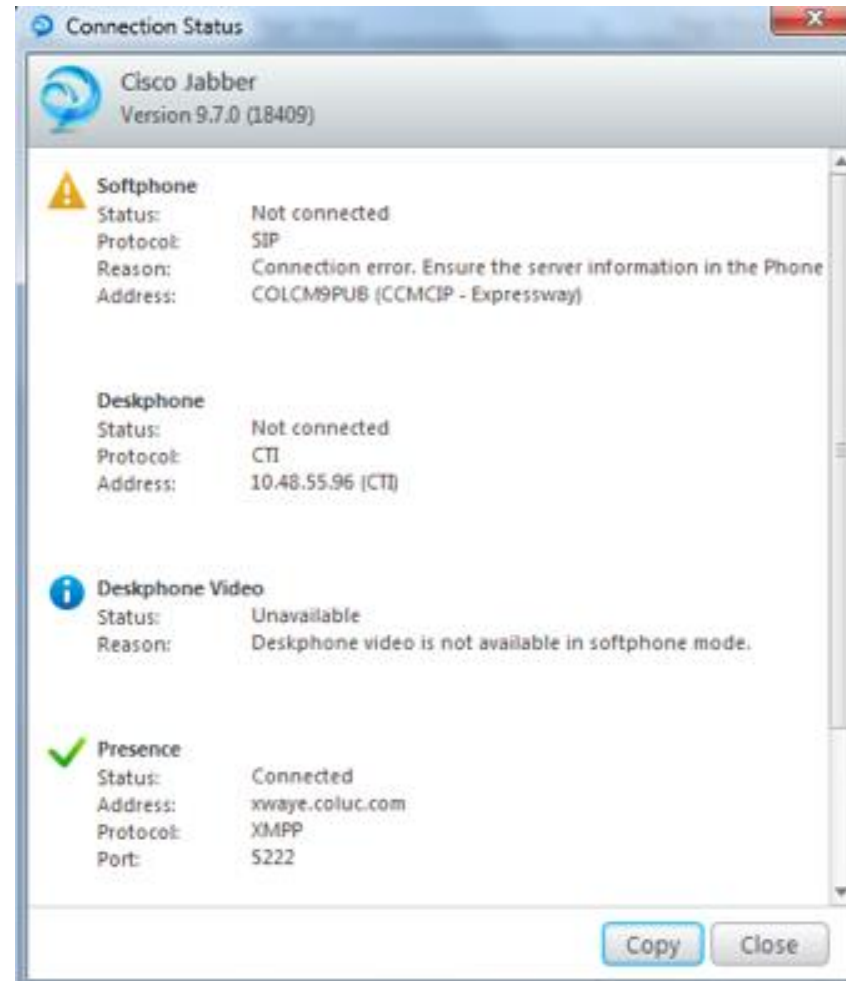 Connection Status
Cisco Jabber
Version 9.7.0 (18409)
Softphone
Status: Not connected
Protocol: SIP
Reason: Connection error. Ensure the server information in the Phone
Address: COLCM9PUB (CCMCIP - Expressway)
Deskphone
Status: Not connected
Protocol: CTI
Address: 10.48.55.96 (CTI)
Deskphone Video
Status: Unavailable
Reason: Deskphone video is not available in softphone mode.
Presence
Status: Connected
Address: xwaye.coluc.com
Protocol: XMPP
Port: 5222
Copy Close